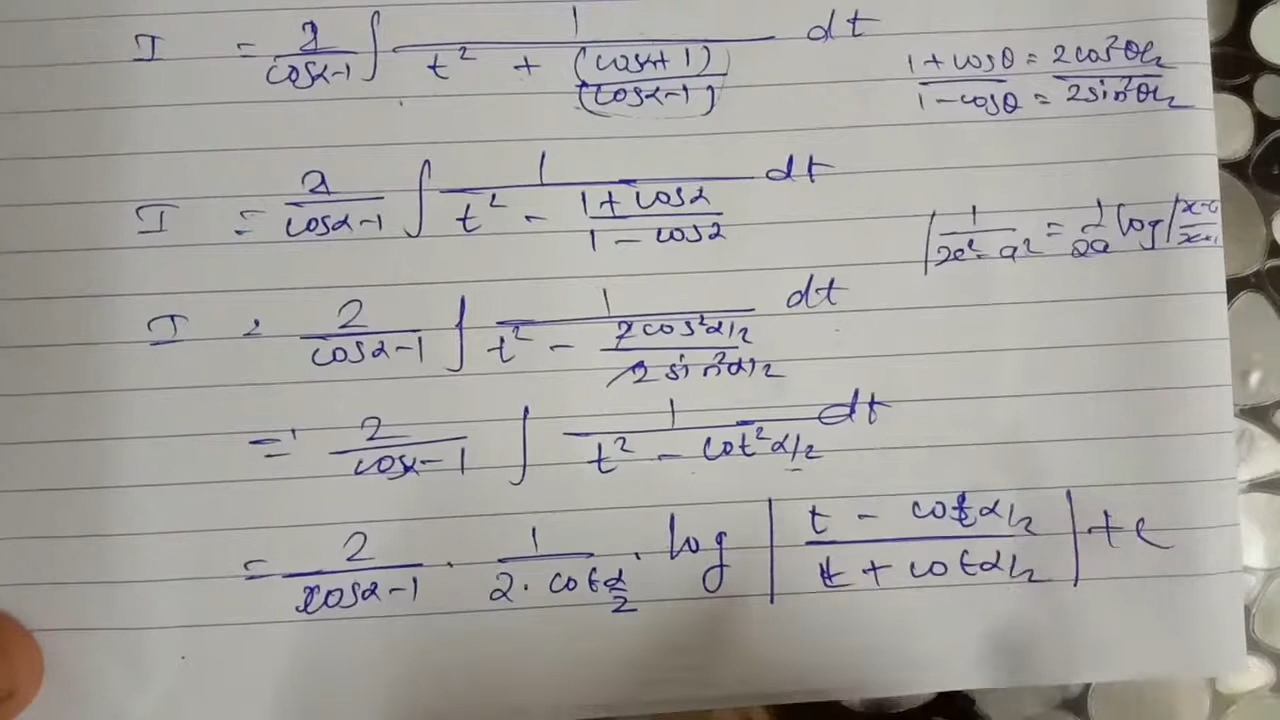 I = 2/(cosα-1) ∫ 1/(t² + (cosα+1)/(cosα-1)) dt
1+cosθ = 2cos²θ/2
1-cosθ = 2sin²θ/2
I = 2/(cosα-1) ∫ 1/(t² - (1+cosα)/(1-cosα)) dt
∫ 1/(x²-a²) = 1/2a log
I = 2/(cosα-1) ∫ 1/(t² - (2cos²α/2)/(2sin²α/2)) dt
= 2/(cosα-1) ∫ 1/(t² - cot²α/2) dt
= 2/(cosα-1) · 1/(2·cot α/2) · log |(t - cotα/2)/(t + cotα/2)| + c